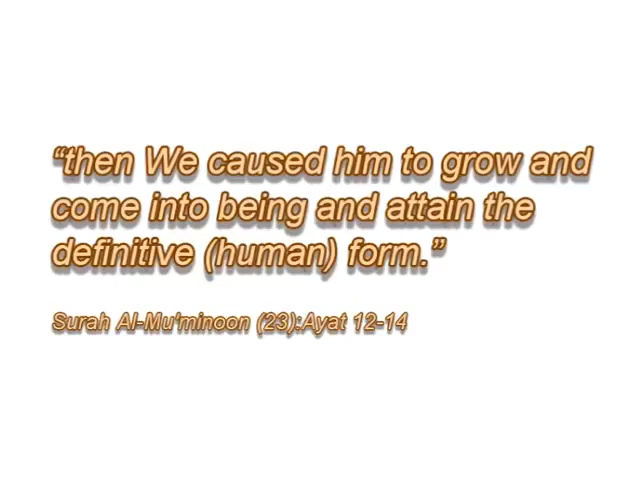 “then We caused him to grow and
come into being and attain the
definitive (human) form.”
Surah Al-Mu'minoon (23):Ayat 12-14